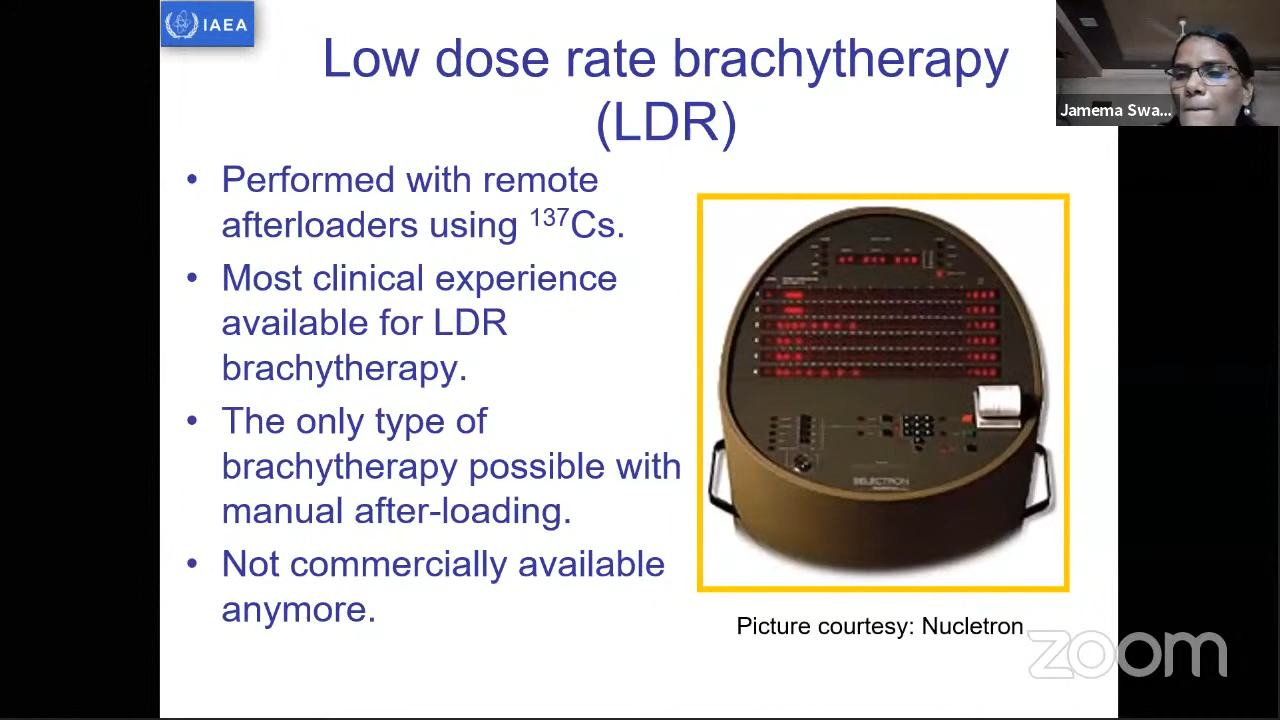 IAEA
Low dose rate brachytherapy
(LDR)
Jamema Swa...
• Performed with remote
afterloaders using ¹³⁷Cs.
• Most clinical experience
available for LDR
brachytherapy.
• The only type of
brachytherapy possible with
manual after-loading.
• Not commercially available
anymore.
SELECTRON
Picture courtesy: Nucletron
zoom